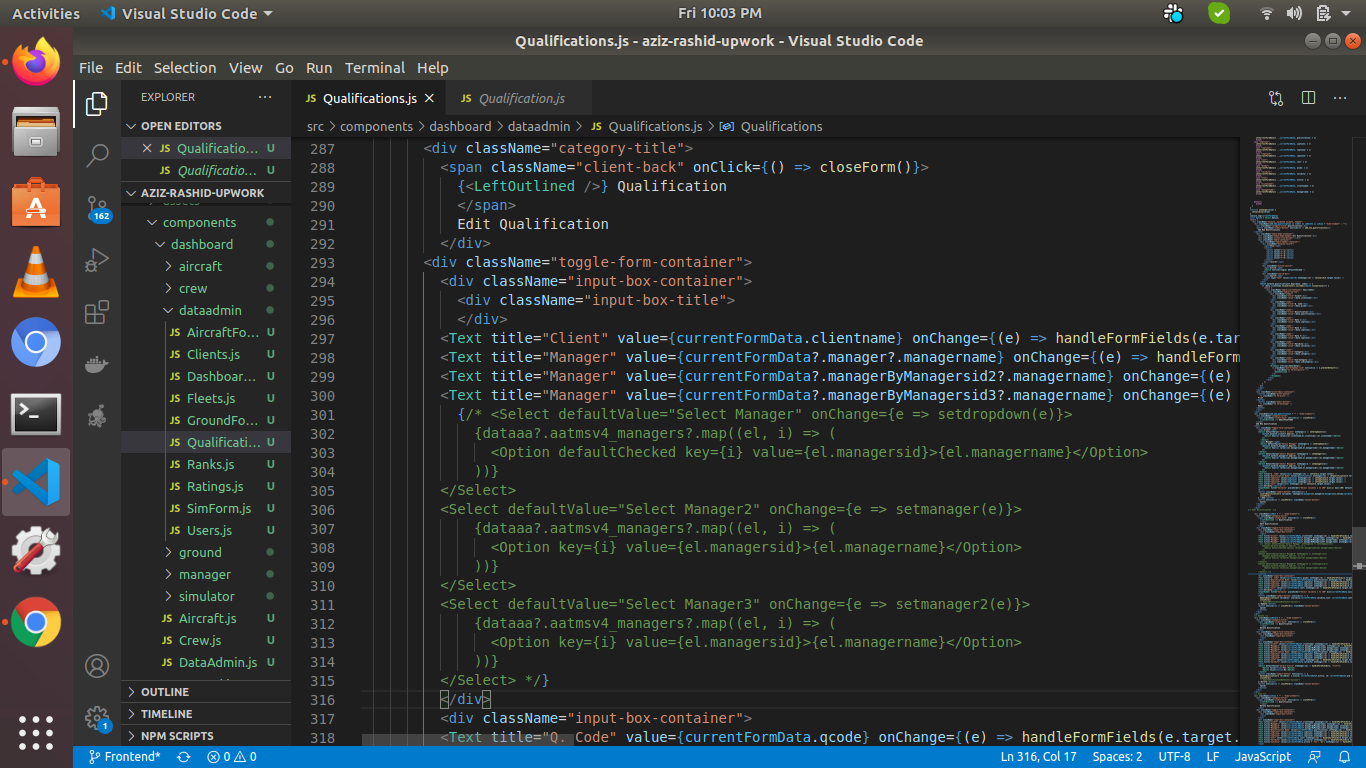 Activities
Visual Studio Code
Fri 10:03 PM
Qualifications.js - aziz-rashid-upwork - Visual Studio Code
File Edit Selection View Go Run Terminal Help
EXPLORER
OPEN EDITORS
JS Qualificatio... U
JS Qualificatio... U
AZIZ-RASHID-UPWORK
components
dashboard
aircraft
crew
dataadmin
JS AircraftFo... U
JS Clients.js U
JS Dashboar... U
JS Fleets.js U
JS GroundFo... U
JS Qualificati... U
JS Ranks.js U
JS Ratings.js U
JS SimForm.js U
JS Users.js U
ground
manager
simulator
JS Aircraft.js U
JS Crew.js U
JS DataAdmin.js U
OUTLINE
TIMELINE
NPM SCRIPTS
162
1
JS Qualifications.js
JS Qualification.js
src > components > dashboard > dataadmin > JS Qualifications.js > Qualifications
287 <div className="category-title">
288 <span className="client-back" onClick={() => closeForm()}>
289 {<LeftOutlined />} Qualification
290 </span>
291 Edit Qualification
292 </div>
293 <div className="toggle-form-container">
294 <div className="input-box-container">
295 <div className="input-box-title">
296 </div>
297 <Text title="Client" value={currentFormData.clientname} onChange={(e) => handleFormFields(e.targ
298 <Text title="Manager" value={currentFormData?.manager?.managername} onChange={(e) => handleForm
299 <Text title="Manager" value={currentFormData?.managerByManagersid2?.managername} onChange={(e)
300 <Text title="Manager" value={currentFormData?.managerByManagersid3?.managername} onChange={(e)
301 {/* <Select defaultValue="Select Manager" onChange={e => setdropdown(e)}>
302 {dataaa?.aatmsv4_managers?.map((el, i) => (
303 <Option defaultChecked key={i} value={el.managersid}>{el.managername}</Option>
304 ))}
305 </Select>
306 <Select defaultValue="Select Manager2" onChange={e => setmanager(e)}>
307 {dataaa?.aatmsv4_managers?.map((el, i) => (
308 <Option key={i} value={el.managersid}>{el.managername}</Option>
309 ))}
310 </Select>
311 <Select defaultValue="Select Manager3" onChange={e => setmanager2(e)}>
312 {dataaa?.aatmsv4_managers?.map((el, i) => (
313 <Option key={i} value={el.managersid}>{el.managername}</Option>
314 ))}
315 </Select> */}
316 </div>
317 <div className="input-box-container">
318 <Text title="Q. Code" value={currentFormData.qcode} onChange={(e) => handleFormFields(e.target.
Frontend*
0 0
Ln 316, Col 17
Spaces: 2
UTF-8
LF
JavaScript